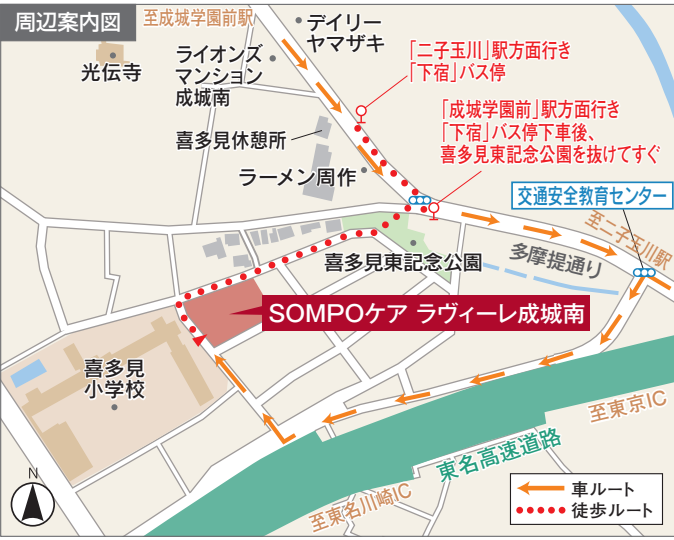 周辺案内図
至成城学園前駅
デイリー
ヤマザキ
光伝寺
ライオンズ
マンション
成城南
「二子玉川」駅方面行き
「下宿」バス停
「成城学園前」駅方面行き
「下宿」バス停下車後、
喜多見東記念公園を抜けてすぐ
喜多見休憩所
ラーメン周作
交通安全教育センター
至二子玉川駅
多摩提通り
喜多見東記念公園
SOMPOケア ラヴィーレ成城南
喜多見
小学校
至東京IC
東名高速道路
至東名川崎IC
N
車ルート
徒歩ルート